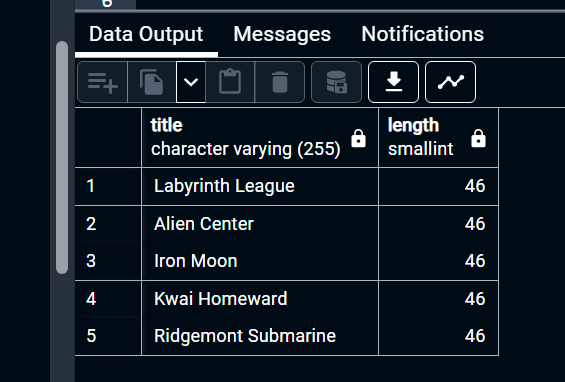 6
Data Output Messages Notifications
title length
character varying (255) smallint
1 Labyrinth League 46
2 Alien Center 46
3 Iron Moon 46
4 Kwai Homeward 46
5 Ridgemont Submarine 46